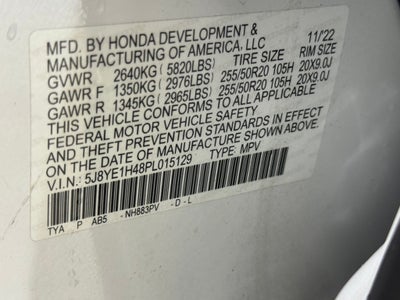 MFD. BY HONDA DEVELOPMENT & 11/22
MANUFACTURING OF AMERICA, LLC
TIRE SIZE RIM SIZE
GVWR 2640KG (5820LBS)
GAWR F 1350KG (2976LBS) 255/50R20 105H 20X9.0J
GAWR R 1345KG (2965LBS) 255/50R20 105H 20X9.0J
THIS VEHICLE CONFORMS TO ALL APPLICABLE
FEDERAL MOTOR VEHICLE SAFETY, BUMPER,
AND THEFT PREVENTION STANDARDS IN EFFECT
ON THE DATE OF MANUFACTURE SHOWN ABOVE.
V.I.N.: 5J8YE1H48PL015129 TYPE: MPV
TYA P AB5 -NH883PV -D-L